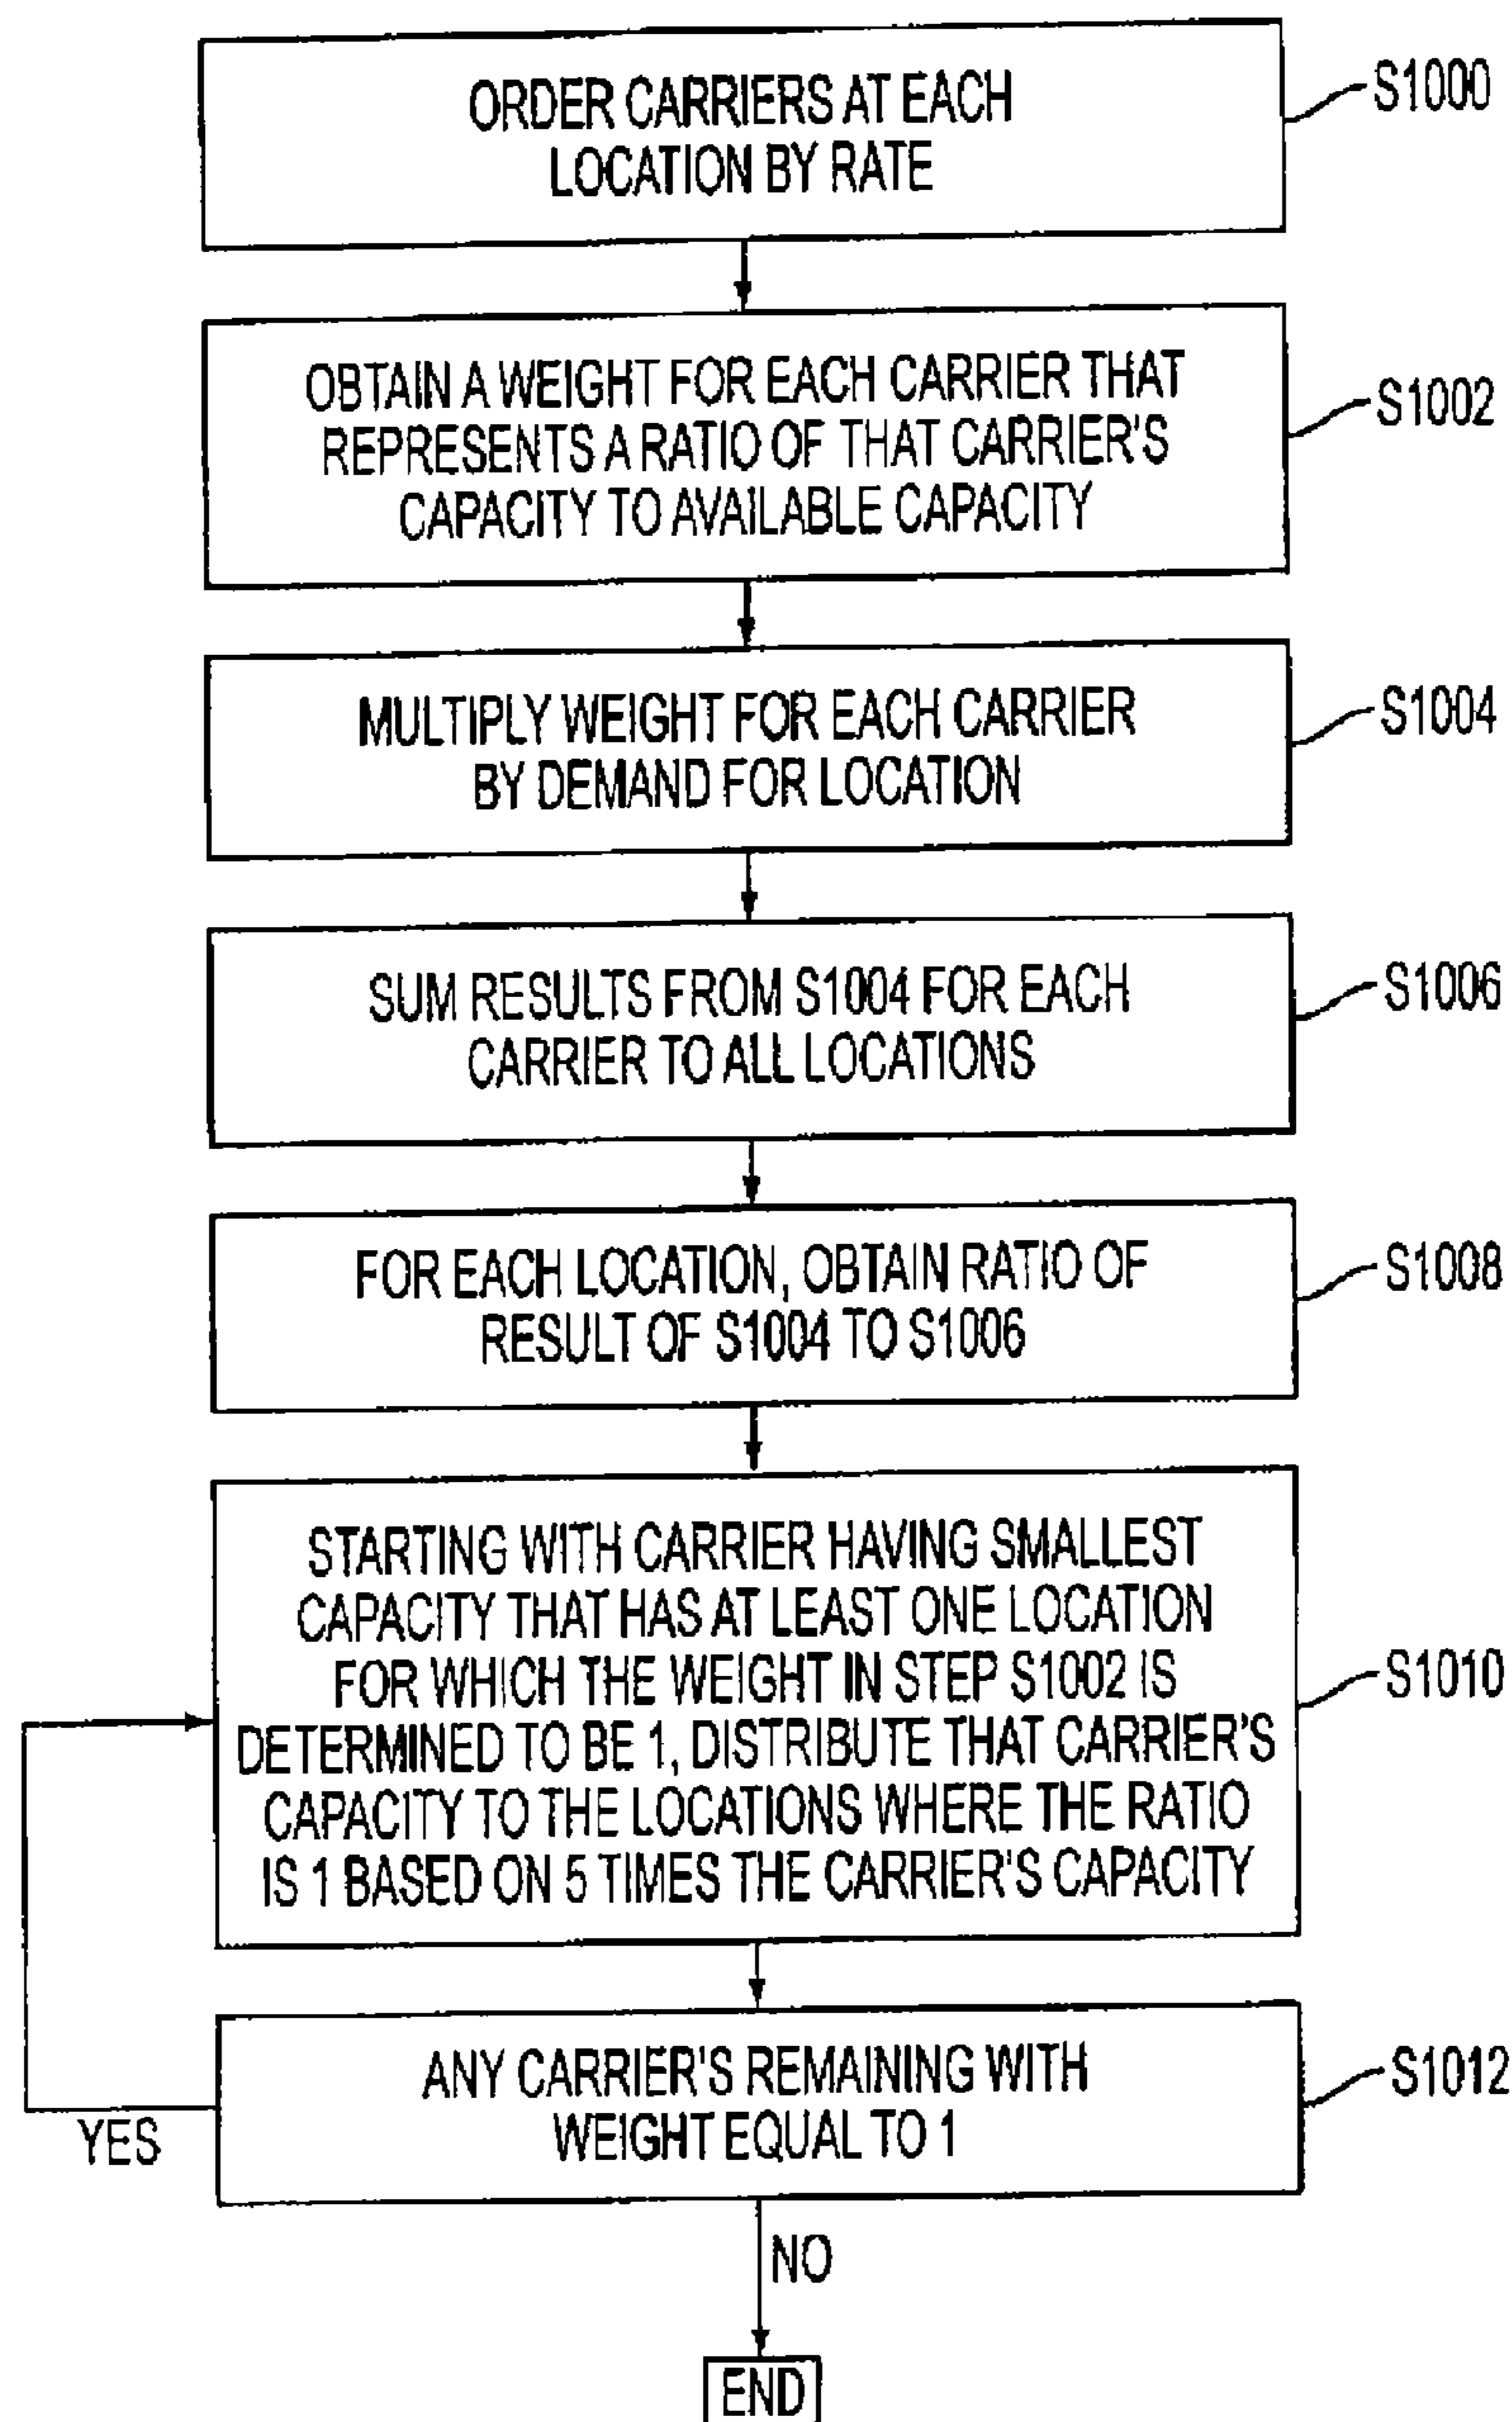 ORDER CARRIERS AT EACH
LOCATION BY RATE
S1000
OBTAIN A WEIGHT FOR EACH CARRIER THAT
REPRESENTS A RATIO OF THAT CARRIER'S
CAPACITY TO AVAILABLE CAPACITY
S1002
MULTIPLY WEIGHT FOR EACH CARRIER
BY DEMAND FOR LOCATION
S1004
SUM RESULTS FROM S1004 FOR EACH
CARRIER TO ALL LOCATIONS
S1006
FOR EACH LOCATION, OBTAIN RATIO OF
RESULT OF S1004 TO S1006
S1008
STARTING WITH CARRIER HAVING SMALLEST
CAPACITY THAT HAS AT LEAST ONE LOCATION
FOR WHICH THE WEIGHT IN STEP S1002 IS
DETERMINED TO BE 1, DISTRIBUTE THAT CARRIER'S
CAPACITY TO THE LOCATIONS WHERE THE RATIO
IS 1 BASED ON 5 TIMES THE CARRIER'S CAPACITY
S1010
ANY CARRIER'S REMAINING WITH
WEIGHT EQUAL TO 1
S1012
YES
NO
END